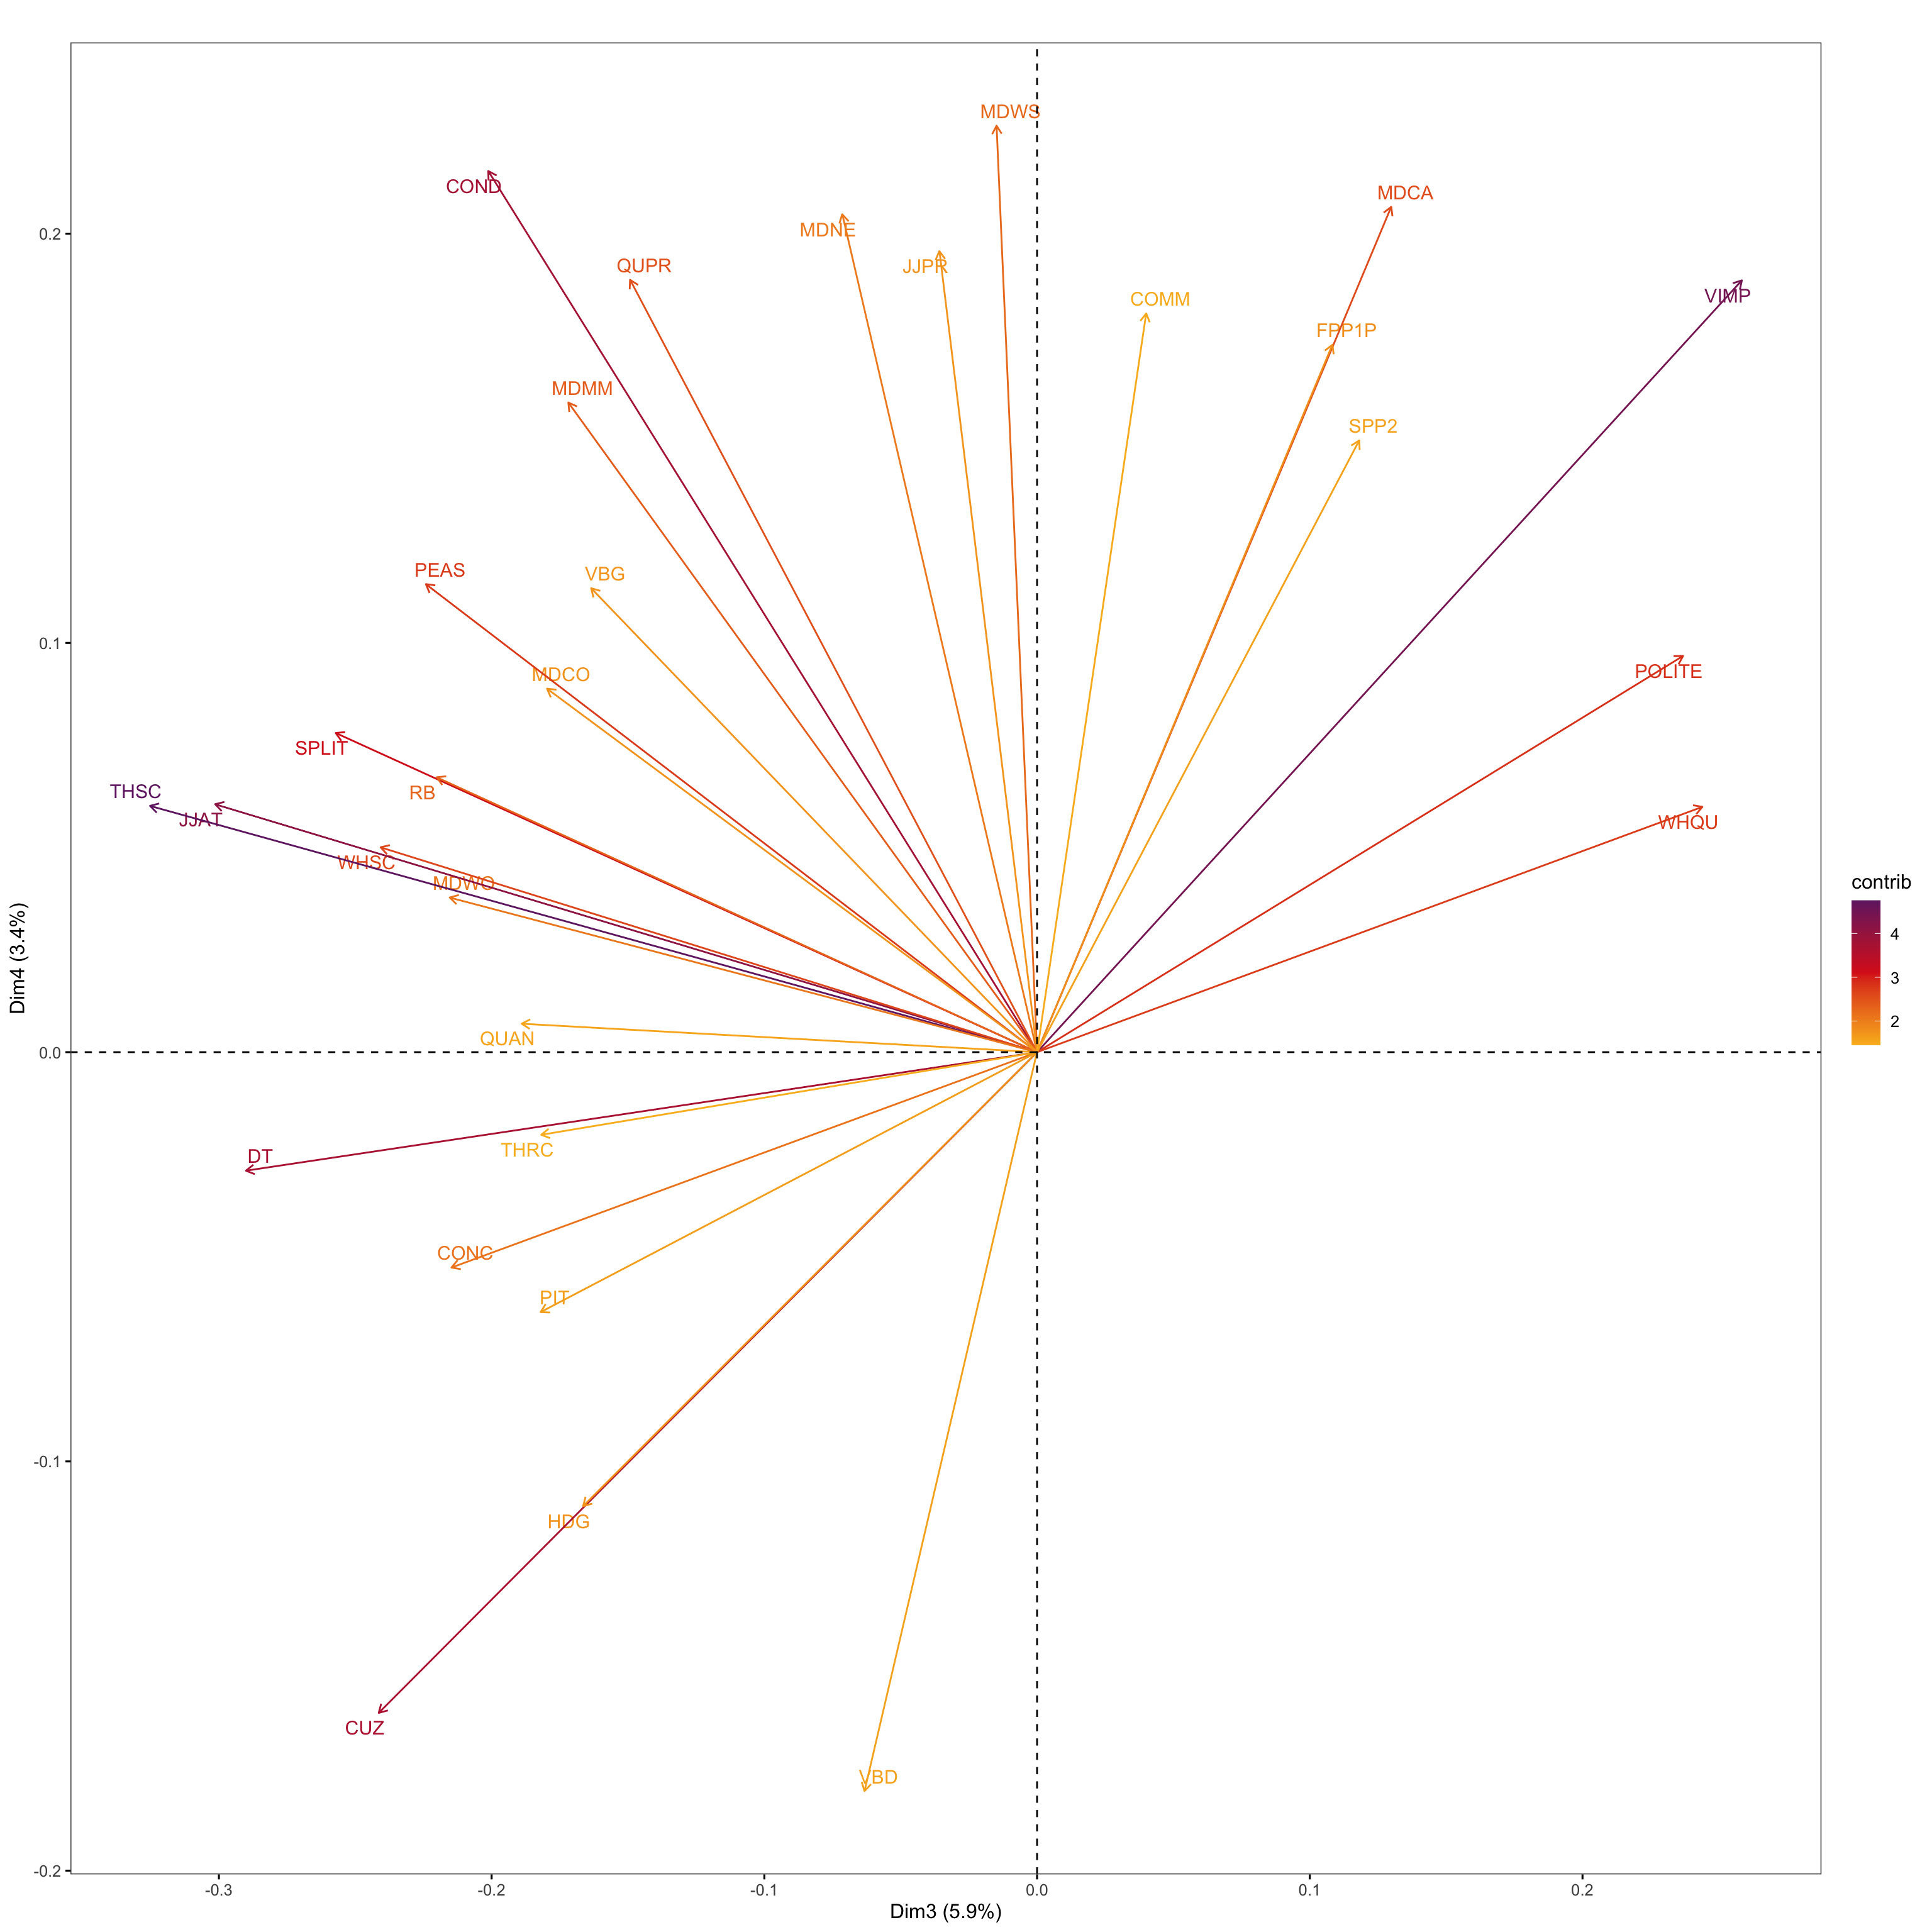 MDWS
COND
MDCA
MDNE
QUPR
JJPR
VIMP
COMM
FPP1P
MDMM
SPP2
PEAS
VBG
MDCO
POLITE
SPLIT
THSC
RB
JJAT
WHQU
WHSC
MDWO
QUAN
THRC
DT
CONC
PIT
HDG
CUZ
VBD
0.2
0.1
0.0
-0.1
-0.2
-0.3
-0.2
-0.1
0.0
0.1
0.2
Dim3 (5.9%)
Dim4 (3.4%)
contrib
4
3
2